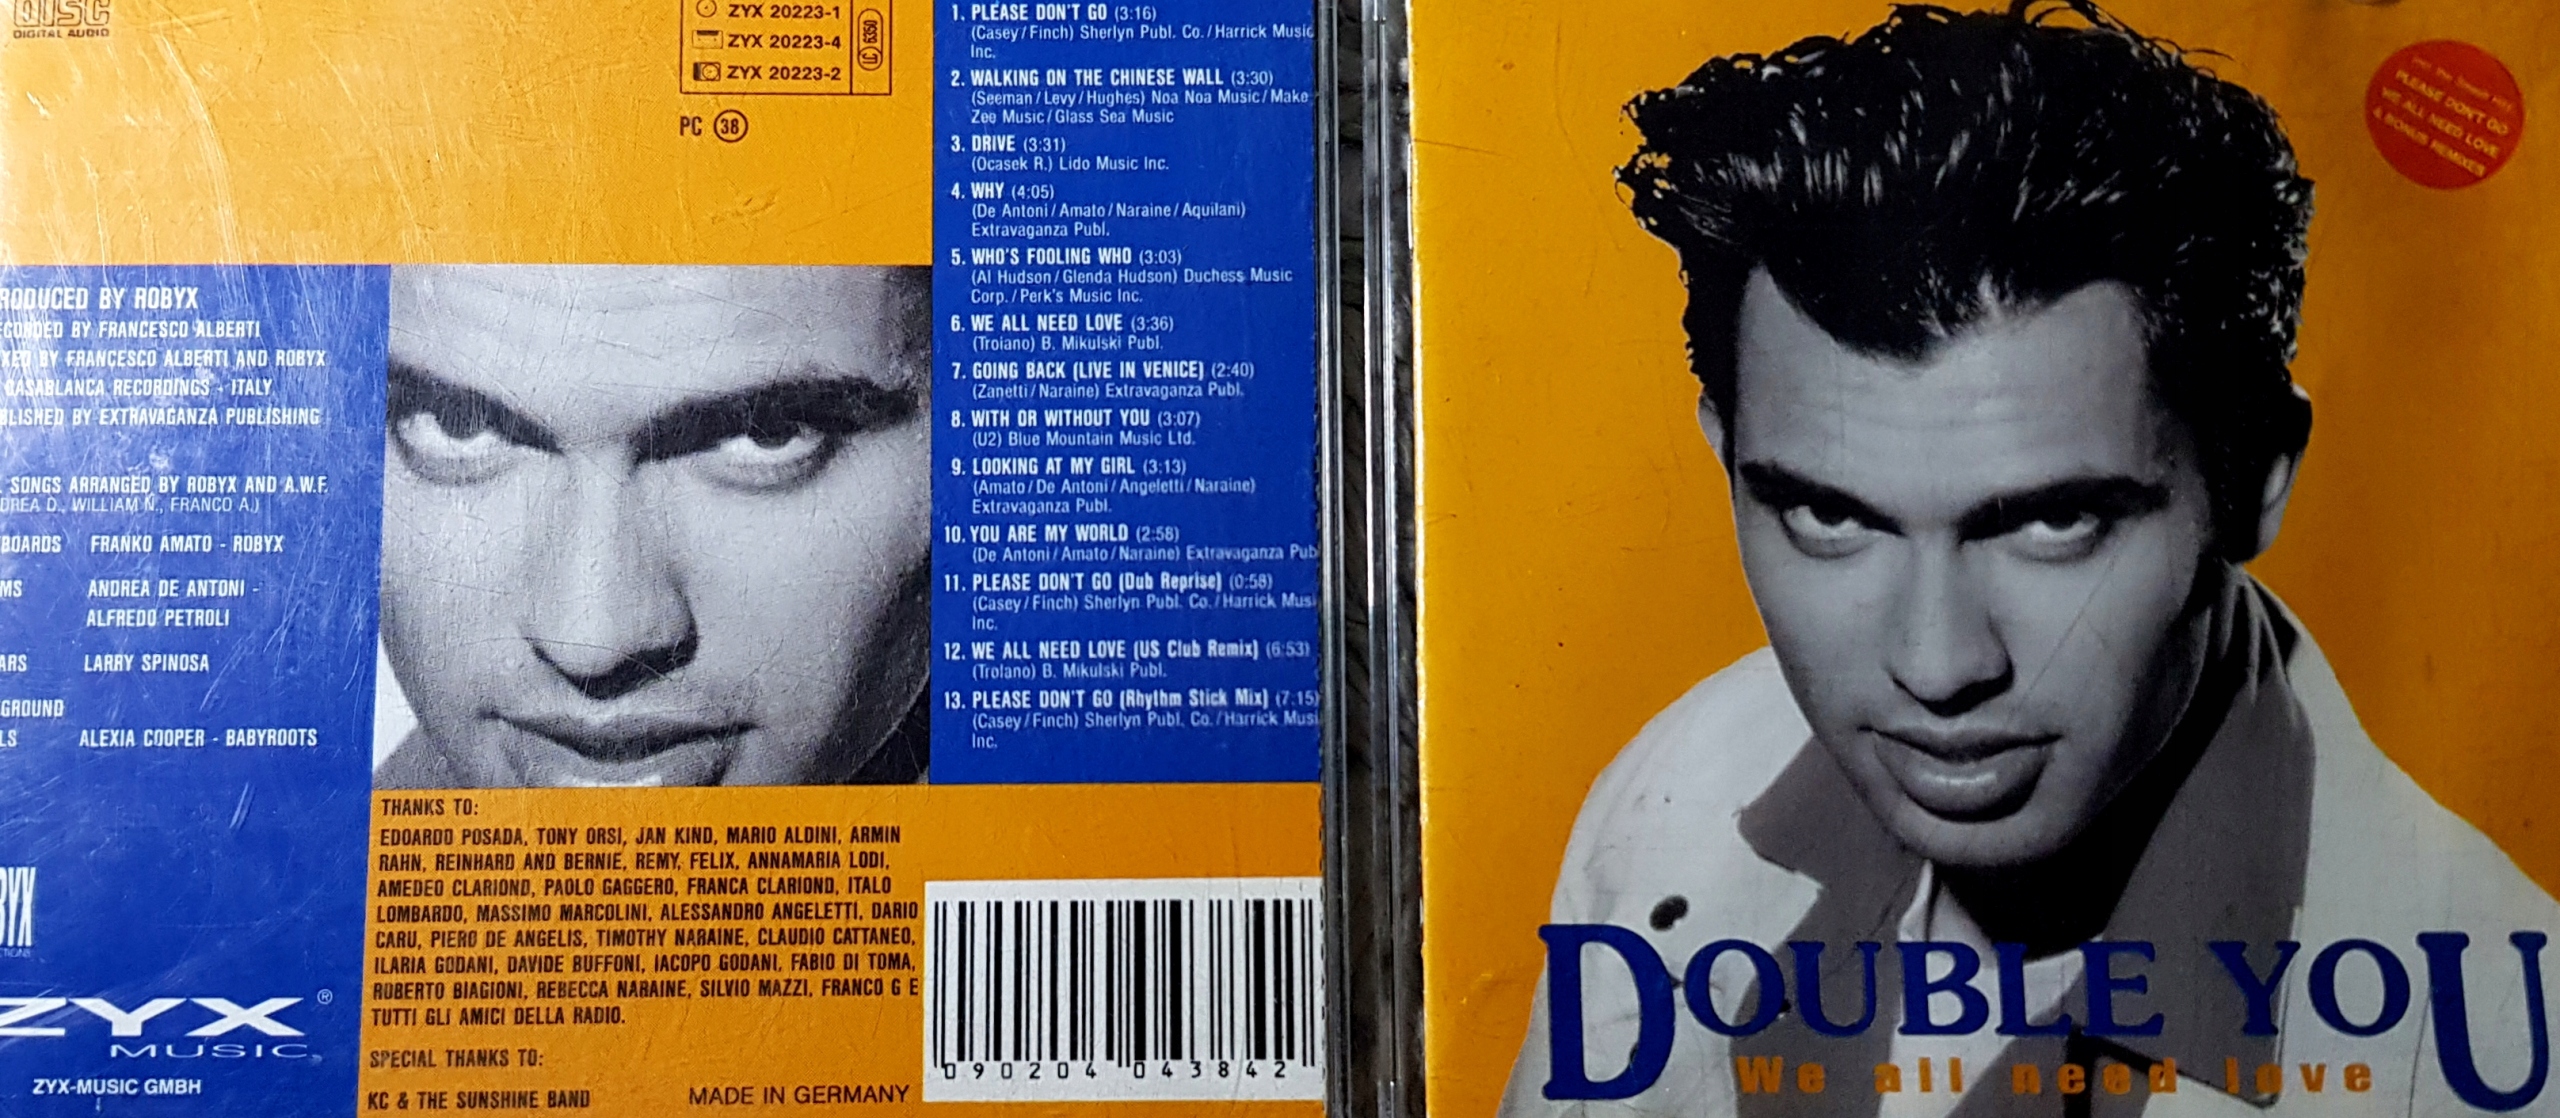 DISC
DIGITAL AUDIO
ZYX 20223-1
ZYX 20223-4
ZYX 20223-2
LC 6350
PC 38
RODUCED BY ROBYX
ECORDED BY FRANCESCO ALBERTI
XED BY FRANCESCO ALBERTI AND ROBYX
CASABLANCA RECORDINGS - ITALY
BLISHED BY EXTRAVAGANZA PUBLISHING
SONGS ARRANGED BY ROBYX AND A.W.F.
DREA D., WILLIAM N., FRANCO A.)
BOARDS FRANKO AMATO - ROBYX
MS ANDREA DE ANTONI -
ALFREDO PETROLI
ARS LARRY SPINOSA
GROUND
LS ALEXIA COOPER - BABYROOTS
BYX
ZYX ®
MUSIC
ZYX-MUSIC GMBH
THANKS TO:
EDOARDO POSADA, TONY ORSI, JAN KIND, MARIO ALDINI, ARMIN
RAHN, REINHARD AND BERNIE, REMY, FELIX, ANNAMARIA LODI,
AMEDEO CLARIOND, PAOLO GAGGERO, FRANCA CLARIOND, ITALO
LOMBARDO, MASSIMO MARCOLINI, ALESSANDRO ANGELETTI, DARIO
CARU, PIERO DE ANGELIS, TIMOTHY NARAINE, CLAUDIO CATTANEO,
ILARIA GODANI, DAVIDE BUFFONI, IACOPO GODANI, FABIO DI TOMA,
ROBERTO BIAGIONI, REBECCA NARAINE, SILVIO MAZZI, FRANCO G E
TUTTI GLI AMICI DELLA RADIO.
SPECIAL THANKS TO:
KC & THE SUNSHINE BAND
MADE IN GERMANY
1. PLEASE DON'T GO (3:16)
(Casey/Finch) Sherlyn Publ. Co./Harrick Music
Inc.
2. WALKING ON THE CHINESE WALL (3:30)
(Seeman/Levy/Hughes) Noa Noa Music/Make
Zee Music/Glass Sea Music
3. DRIVE (3:31)
(Ocasek R.) Lido Music Inc.
4. WHY (4:05)
(De Antoni/Amato/Naraine/Aquilani)
Extravaganza Publ.
5. WHO'S FOOLING WHO (3:03)
(Al Hudson/Glenda Hudson) Duchess Music
Corp./Perk's Music Inc.
6. WE ALL NEED LOVE (3:36)
(Troiano) B. Mikulski Publ.
7. GOING BACK (LIVE IN VENICE) (2:40)
(Zanetti/Naraine) Extravaganza Publ.
8. WITH OR WITHOUT YOU (3:07)
(U2) Blue Mountain Music Ltd.
9. LOOKING AT MY GIRL (3:13)
(Amato/De Antoni/Angeletti/Naraine)
Extravaganza Publ.
10. YOU ARE MY WORLD (2:58)
(De Antoni/Amato/Naraine) Extravaganza Pub
11. PLEASE DON'T GO (Dub Reprise) (0:58)
(Casey/Finch) Sherlyn Publ. Co./Harrick Musi
Inc.
12. WE ALL NEED LOVE (US Club Remix) (6:53)
(Troiano) B. Mikulski Publ.
13. PLEASE DON'T GO (Rhythm Stick Mix) (7:15)
(Casey/Finch) Sherlyn Publ. Co./Harrick Musi
Inc.
0 90204 04384 2
PLEASE DON'T GO
WE ALL NEED LOVE
4 BONUS REMIXES
DOUBLE YOU
We all need love